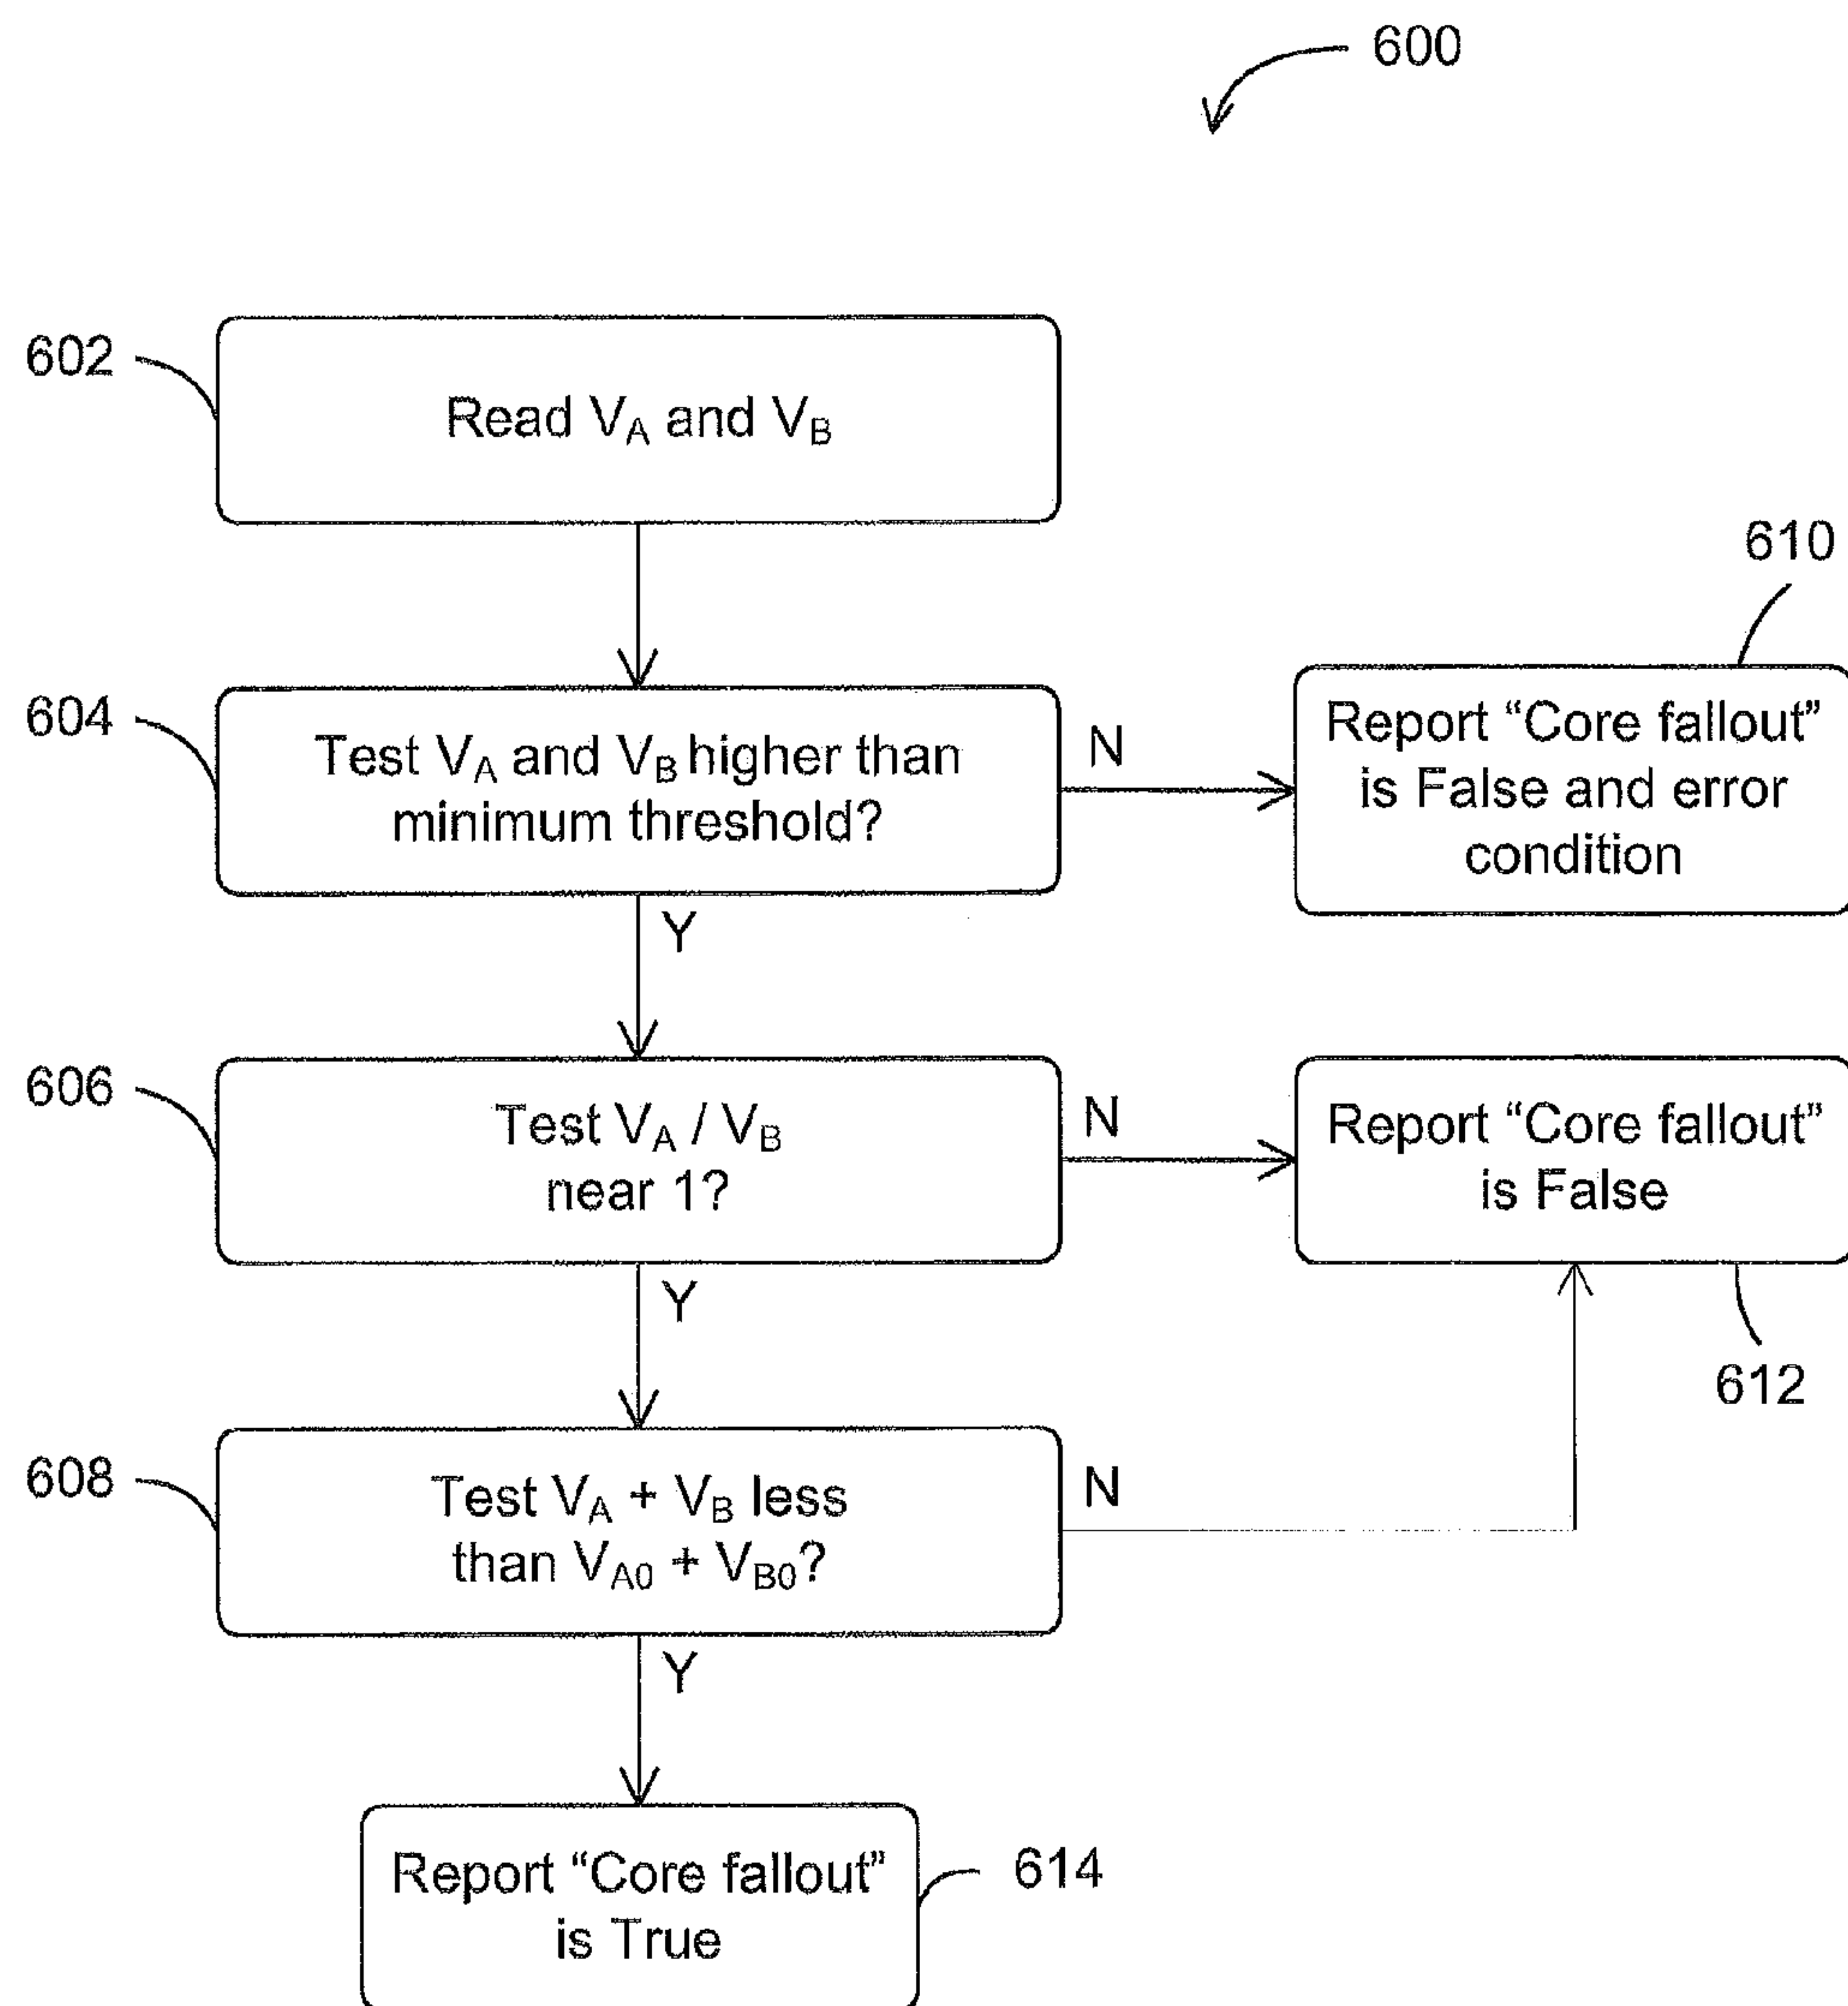 600
602
Read VA and VB
610
604
Test VA and VB higher than
minimum threshold?
N
Report “Core fallout”
is False and error
condition
Y
606
Test VA / VB
near 1?
N
Report “Core fallout”
is False
Y
612
608
Test VA + VB less
than VA0 + VB0?
N
Y
Report “Core fallout”
is True
614